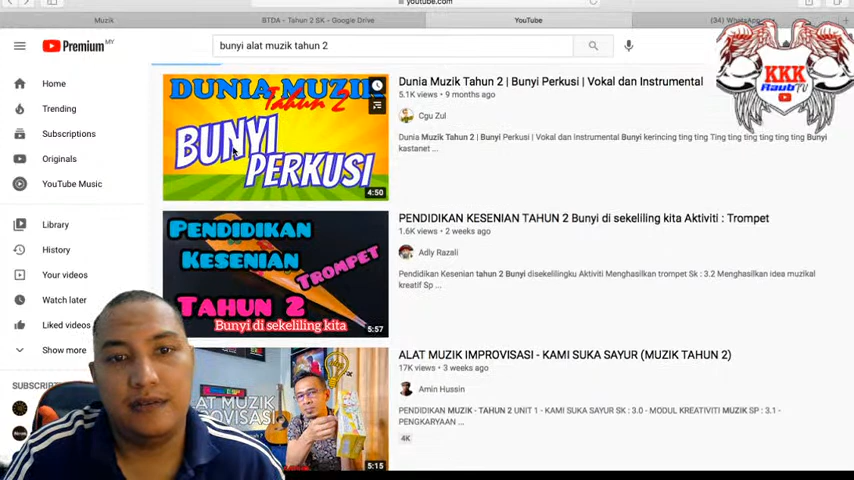 youtube.com
Muzik
BTDA - Tahun 2 SK - Google Drive
YouTube
(34) WhatsApp
Premium MY
bunyi alat muzik tahun 2
KKK
Raub TV
Home
Trending
Subscriptions
Originals
YouTube Music
Library
History
Your videos
Watch later
Liked videos
Show more
DUNIA MUZIK
Tahun 2
BUNYI
PERKUSI
4:50
Dunia Muzik Tahun 2 | Bunyi Perkusi | Vokal dan Instrumental
5.1K views • 9 months ago
Cgu Zul
Dunia Muzik Tahun 2 | Bunyi Perkusi | Vokal dan Instrumental Bunyi kerincing ting ting Ting ting ting ting ting ting Bunyi
kastanet ...
PENDIDIKAN
KESENIAN
TROMPET
TAHUN 2
Bunyi di sekeliling kita
5:57
PENDIDIKAN KESENIAN TAHUN 2 Bunyi di sekeliling kita Aktiviti : Trompet
1.6K views • 2 weeks ago
Adly Razali
Pendidikan Kesenian tahun 2 Bunyi disekelilingku Aktiviti Menghasilkan trompet Sk : 3.2 Menghasilkan idea muzikal
kreatif Sp ...
ALAT MUZIK
5:15
ALAT MUZIK IMPROVISASI - KAMI SUKA SAYUR (MUZIK TAHUN 2)
17K views • 3 weeks ago
Amin Hussin
PENDIDIKAN MUZIK - TAHUN 2 UNIT 1 - KAMI SUKA SAYUR SK : 3.0 - MODUL KREATIVITI MUZIK SP : 3.1 -
PENGKARYAAN ...
4K